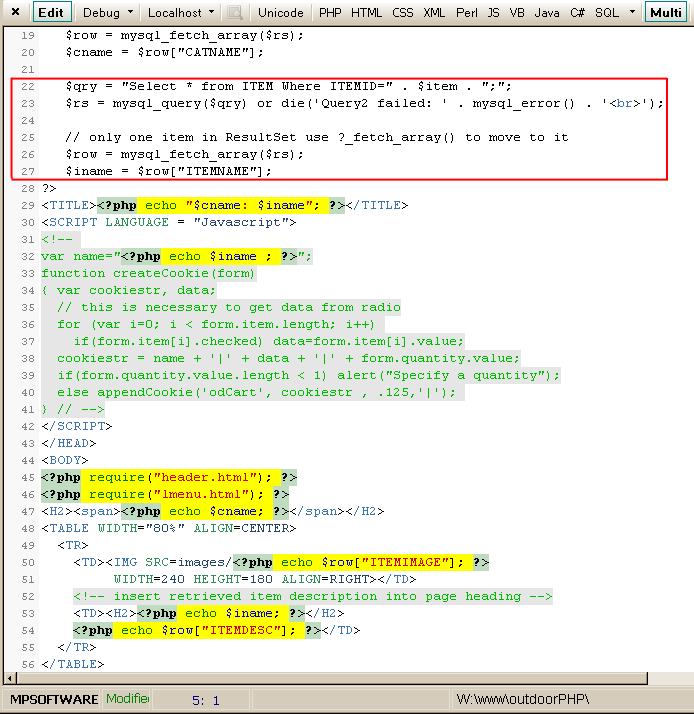 × Edit Debug Localhost Unicode PHP HTML CSS XML Perl JS VB Java C# SQL Multi
19 $row = mysql_fetch_array($rs);
20 $cname = $row["CATNAME"];
21
22 $qry = "Select * from ITEM Where ITEMID=" . $item . ";";
23 $rs = mysql_query($qry) or die('Query2 failed: ' . mysql_error() . '<br>');
24
25 // only one item in ResultSet use ?_fetch_array() to move to it
26 $row = mysql_fetch_array($rs);
27 $iname = $row["ITEMNAME"];
28 ?>
29 <TITLE><?php echo "$cname: $iname"; ?></TITLE>
30 <SCRIPT LANGUAGE = "Javascript">
31 <!--
32 var name="<?php echo $iname ; ?>";
33 function createCookie(form)
34 { var cookiestr, data;
35 // this is necessary to get data from radio
36 for (var i=0; i < form.item.length; i++)
37 if(form.item[i].checked) data=form.item[i].value;
38 cookiestr = name + '|' + data + '|' + form.quantity.value;
39 if(form.quantity.value.length < 1) alert("Specify a quantity");
40 else appendCookie('odCart', cookiestr , .125,'|');
41 } // -->
42 </SCRIPT>
43 </HEAD>
44 <BODY>
45 <?php require("header.html"); ?>
46 <?php require("lmenu.html"); ?>
47 <H2><span><?php echo $cname; ?></span></H2>
48 <TABLE WIDTH="80%" ALIGN=CENTER>
49 <TR>
50 <TD><IMG SRC=images/<?php echo $row["ITEMIMAGE"]; ?>
51 WIDTH=240 HEIGHT=180 ALIGN=RIGHT></TD>
52 <!-- insert retrieved item description into page heading -->
53 <TD><H2><?php echo $iname; ?></H2>
54 <?php echo $row["ITEMDESC"]; ?></TD>
55 </TR>
56 </TABLE>
MPSOFTWARE Modifie 5: 1 W:\www\outdoorPHP\